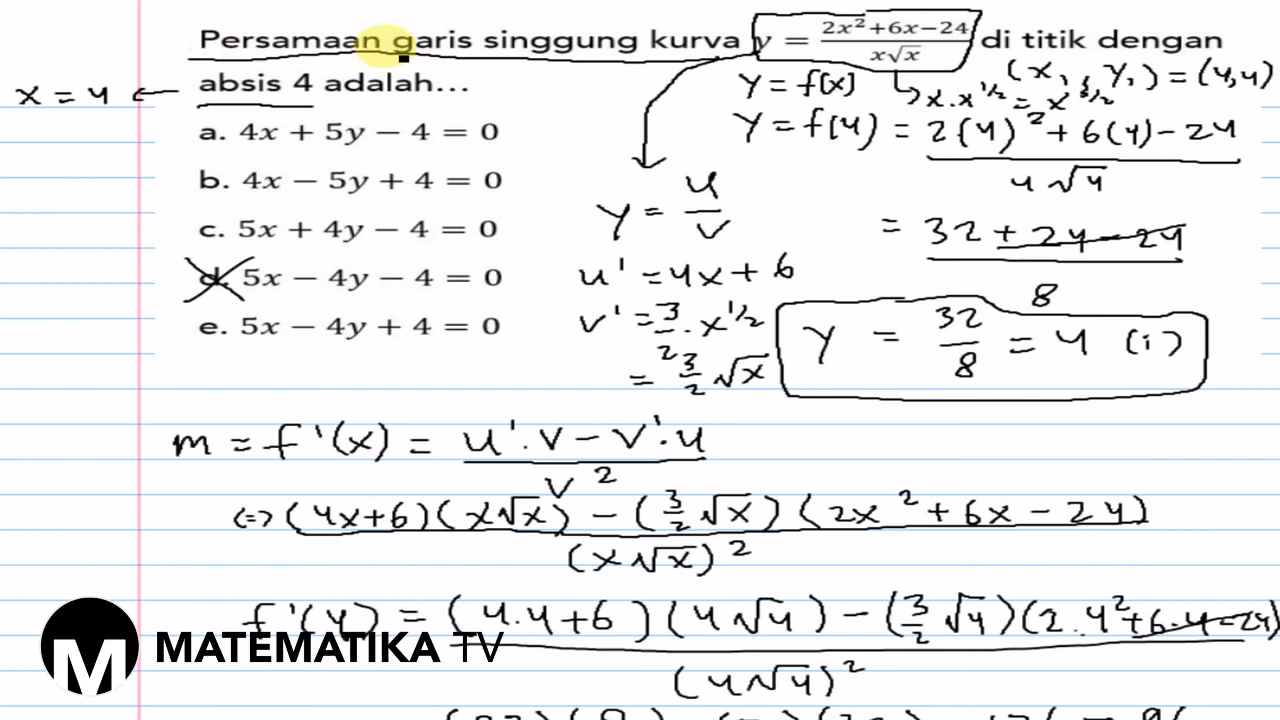 Persamaan garis singgung kurva y = (2x² + 6x − 24)/(x√x) di titik dengan
absis 4 adalah...
x = 4 ←
a. 4x + 5y − 4 = 0
b. 4x − 5y + 4 = 0
c. 5x + 4y − 4 = 0
d. 5x − 4y − 4 = 0
e. 5x − 4y + 4 = 0
(x₁, y₁) = (4,4)
y = f(x)
x.x^1/2 = x^3/2
y = f(4) = (2(4)² + 6(4) − 24)/(4√4)
= (32 + 24 − 24)/8
y = 32/8 = 4 (i)
y = u/v
u' = 4x + 6
v' = 3/2 . x^1/2
= 3/2 √x
m = f'(x) = (u'.v − v'.u)/v²
<=> ((4x+6)(x√x) − (3/2 √x)(2x² + 6x − 24))/(x√x)²
f'(4) = ((4.4+6)(4√4) − (3/2 √4)(2.4² + 6.4 − 24))/(4√4)²
M MATEMATIKA TV